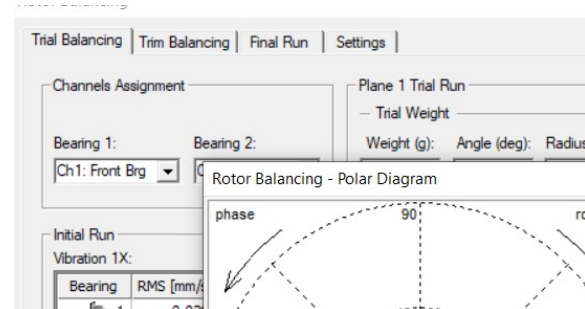 Rotor Balancing
Trial Balancing Trim Balancing Final Run Settings
Channels Assignment
Bearing 1: Bearing 2:
Ch1: Front Brg
Plane 1 Trial Run
Trial Weight
Weight (g): Angle (deg): Radius
Rotor Balancing - Polar Diagram
phase 90
Initial Run
Vibration 1X:
Bearing RMS [mm/s
1